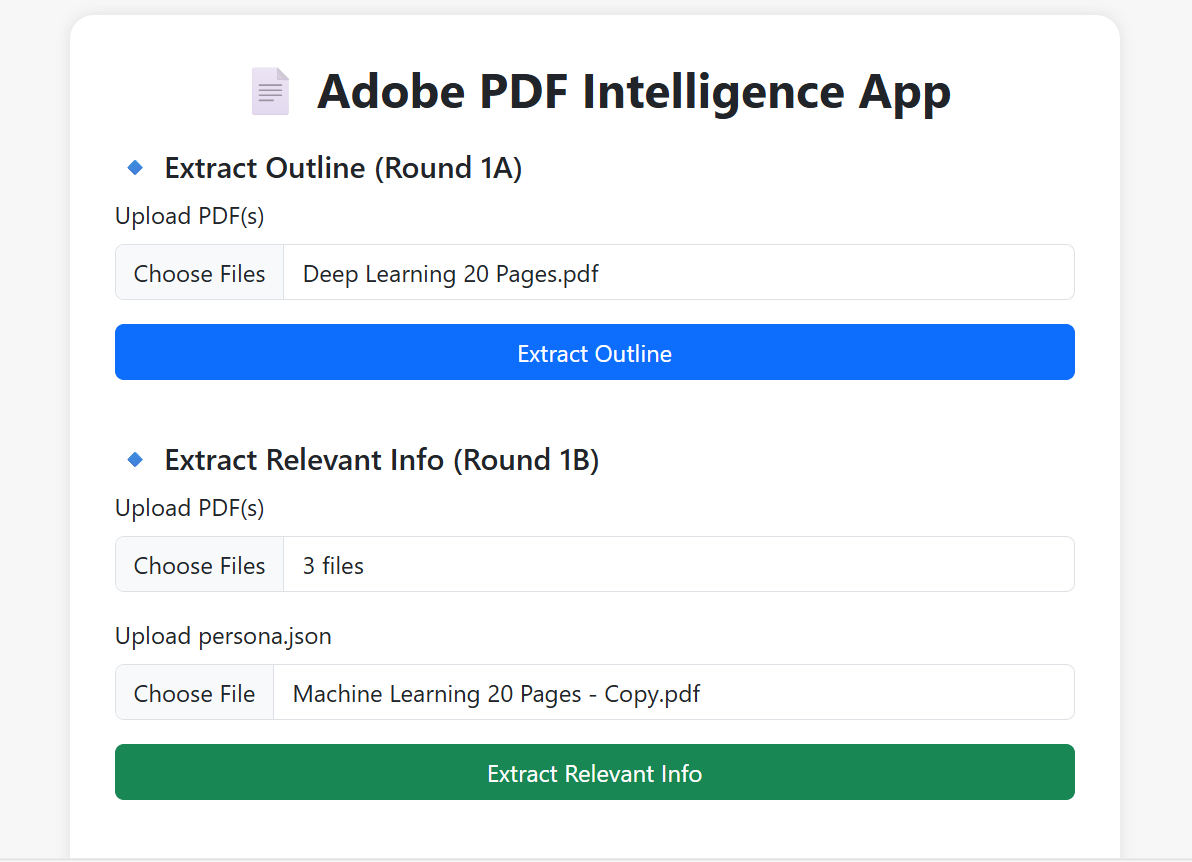 Adobe PDF Intelligence App
Extract Outline (Round 1A)
Upload PDF(s)
Choose Files Deep Learning 20 Pages.pdf
Extract Outline
Extract Relevant Info (Round 1B)
Upload PDF(s)
Choose Files 3 files
Upload persona.json
Choose File Machine Learning 20 Pages - Copy.pdf
Extract Relevant Info